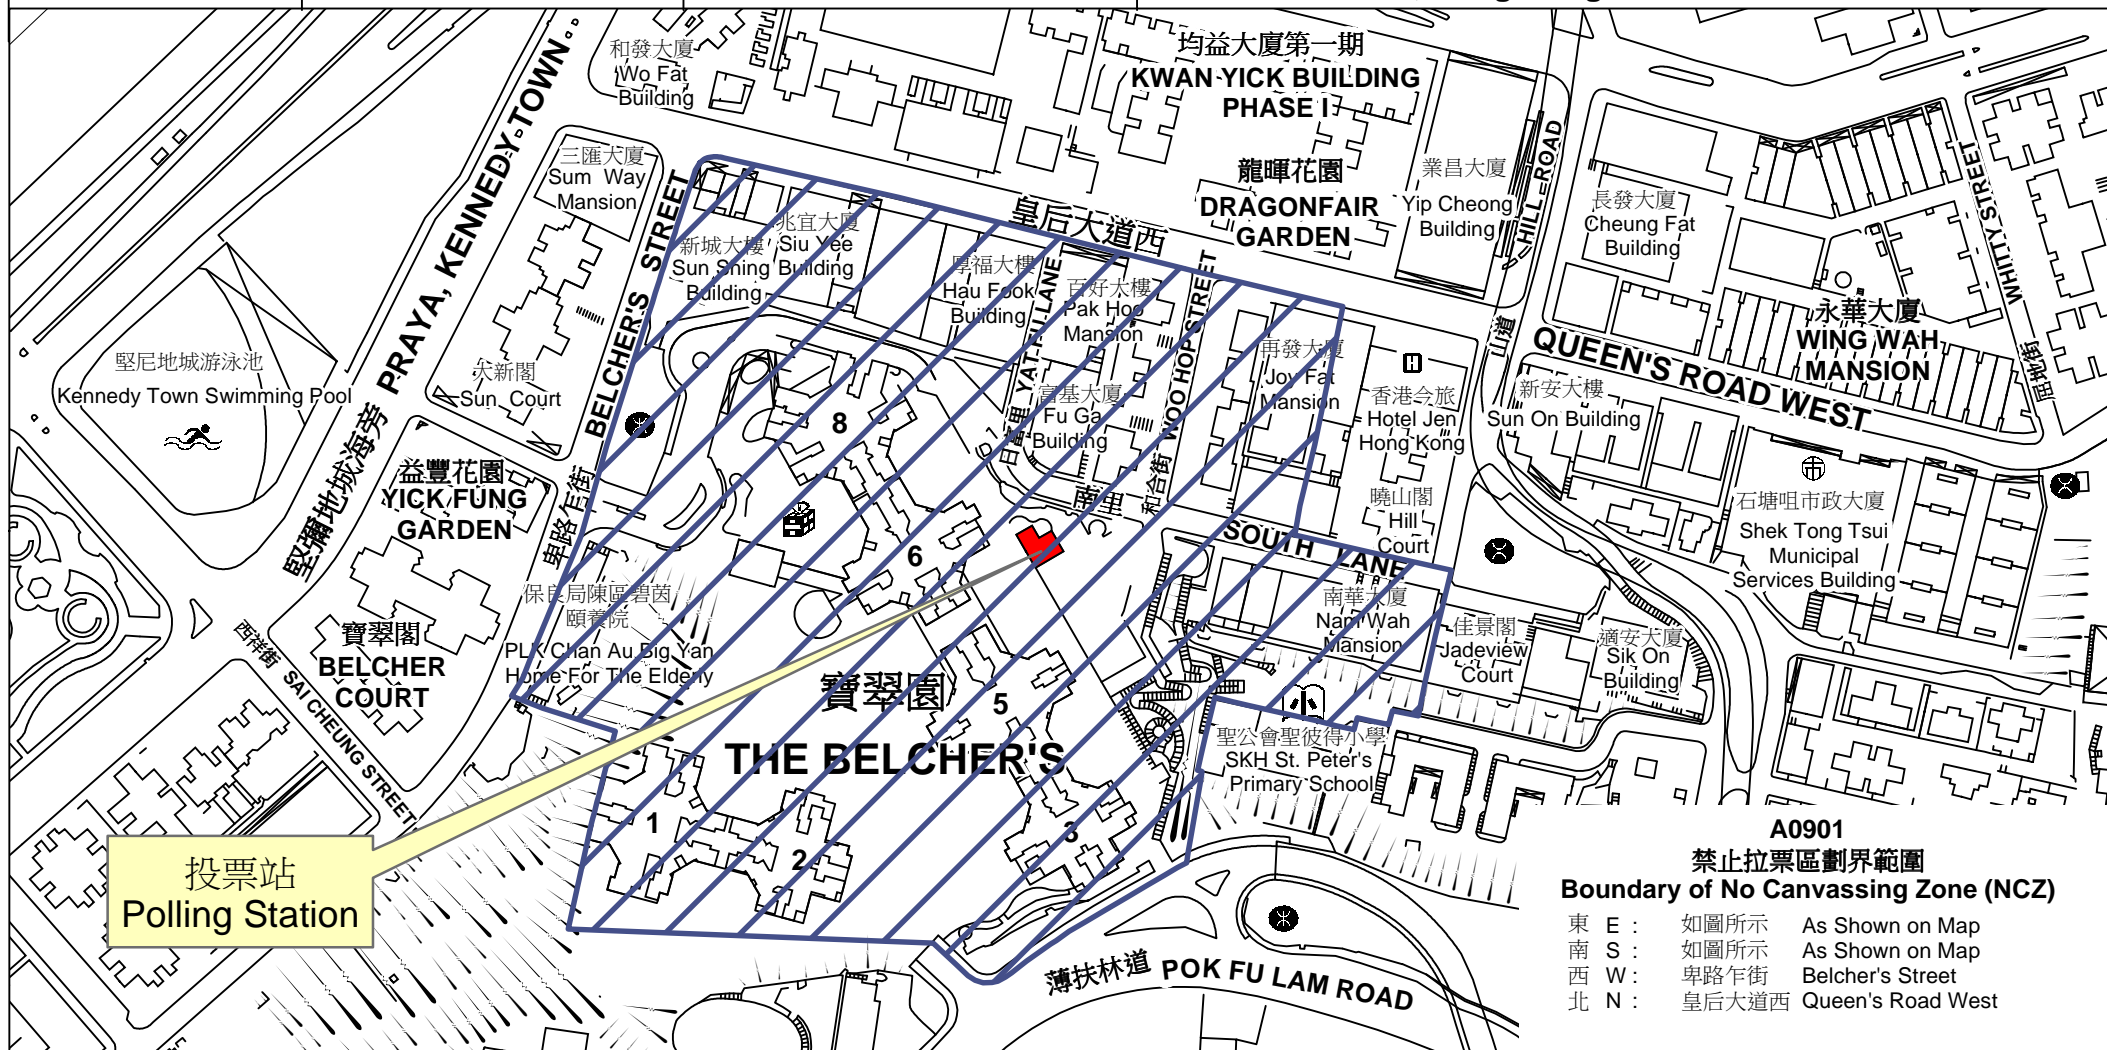 和發大廈
Wo Fat
Building
均益大廈第一期
KWAN YICK BUILDING
PHASE I
三匯大廈
Sum Way
Mansion
龍暉花園
DRAGONFAIR
GARDEN
業昌大廈
Yip Cheong
Building
HILL ROAD
山道
長發大廈
Cheung Fat
Building
WHITTY STREET
屈地街
永華大廈
WING WAH
MANSION
皇后大道西
QUEEN'S ROAD WEST
堅彌地城海旁 PRAYA, KENNEDY TOWN
卑路乍街
BELCHER'S STREET
新城大樓
Sun Shing
Building
兆宜大廈
Siu Yee
Building
厚福大樓
Hau Fook
Building
日富里 YAT FU LANE
百好大樓
Pak Hoo
Mansion
和合街 WOO HOP STREET
富基大廈
Fu Ga
Building
再發大廈
Joy Fat
Mansion
香港今旅
Hotel Jen
Hong Kong
新安大樓
Sun On Building
堅尼地城游泳池
Kennedy Town Swimming Pool
大新閣
Sun Court
益豐花園
YICK FUNG
GARDEN
8
6
南里
SOUTH LANE
曉山閣
Hill
Court
石塘咀市政大廈
Shek Tong Tsui
Municipal
Services Building
市
寶翠閣
BELCHER
COURT
西祥街 SAI CHEUNG STREET
保良局陳區碧茵
頤養院
PLK Chan Au Big Yan
Home For The Elderly
南華大廈
Nam Wah
Mansion
佳景閣
Jadeview
Court
適安大廈
Sik On
Building
寶翠園
THE BELCHER'S
5
1
2
3
聖公會聖彼得小學
SKH St. Peter's
Primary School
投票站
Polling Station
薄扶林道 POK FU LAM ROAD
A0901
禁止拉票區劃界範圍
Boundary of No Canvassing Zone (NCZ)
東 E : 如圖所示 As Shown on Map
南 S : 如圖所示 As Shown on Map
西 W : 卑路乍街 Belcher's Street
北 N : 皇后大道西 Queen's Road West